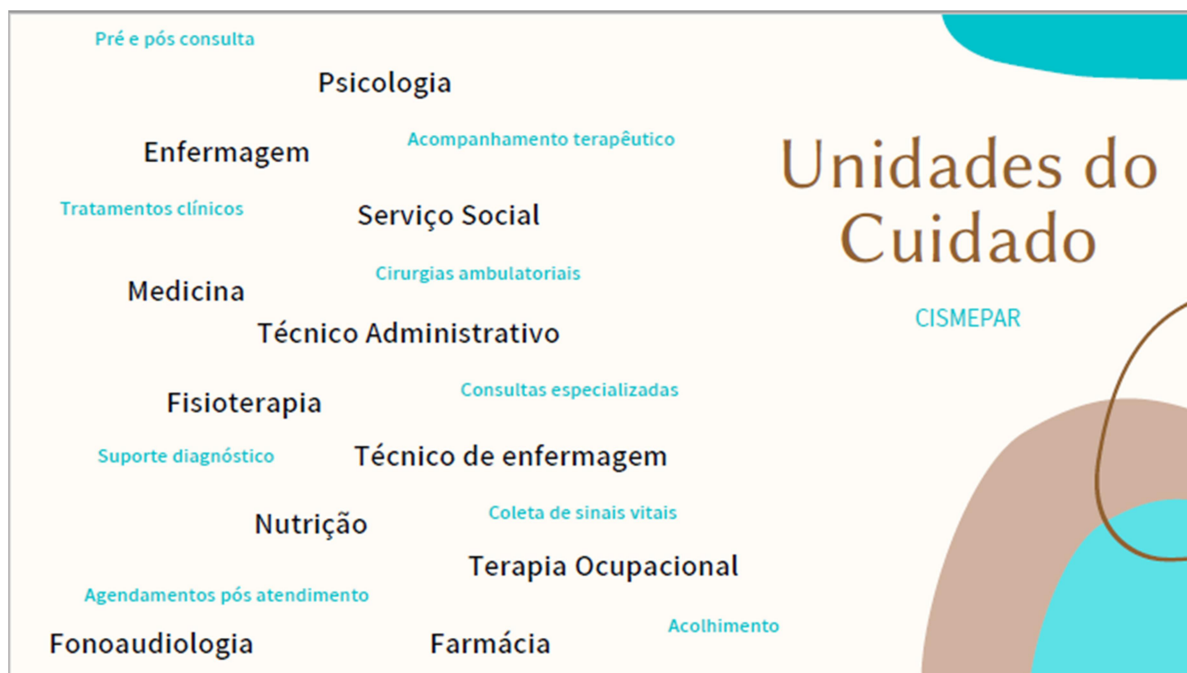 Pré e pós consulta
Psicologia
Acompanhamento terapêutico
Enfermagem
Tratamentos clínicos
Serviço Social
Cirurgias ambulatoriais
Medicina
Técnico Administrativo
Consultas especializadas
Fisioterapia
Suporte diagnóstico
Técnico de enfermagem
Coleta de sinais vitais
Nutrição
Terapia Ocupacional
Agendamentos pós atendimento
Acolhimento
Fonoaudiologia
Farmácia
Unidades do
Cuidado
CISMEPAR